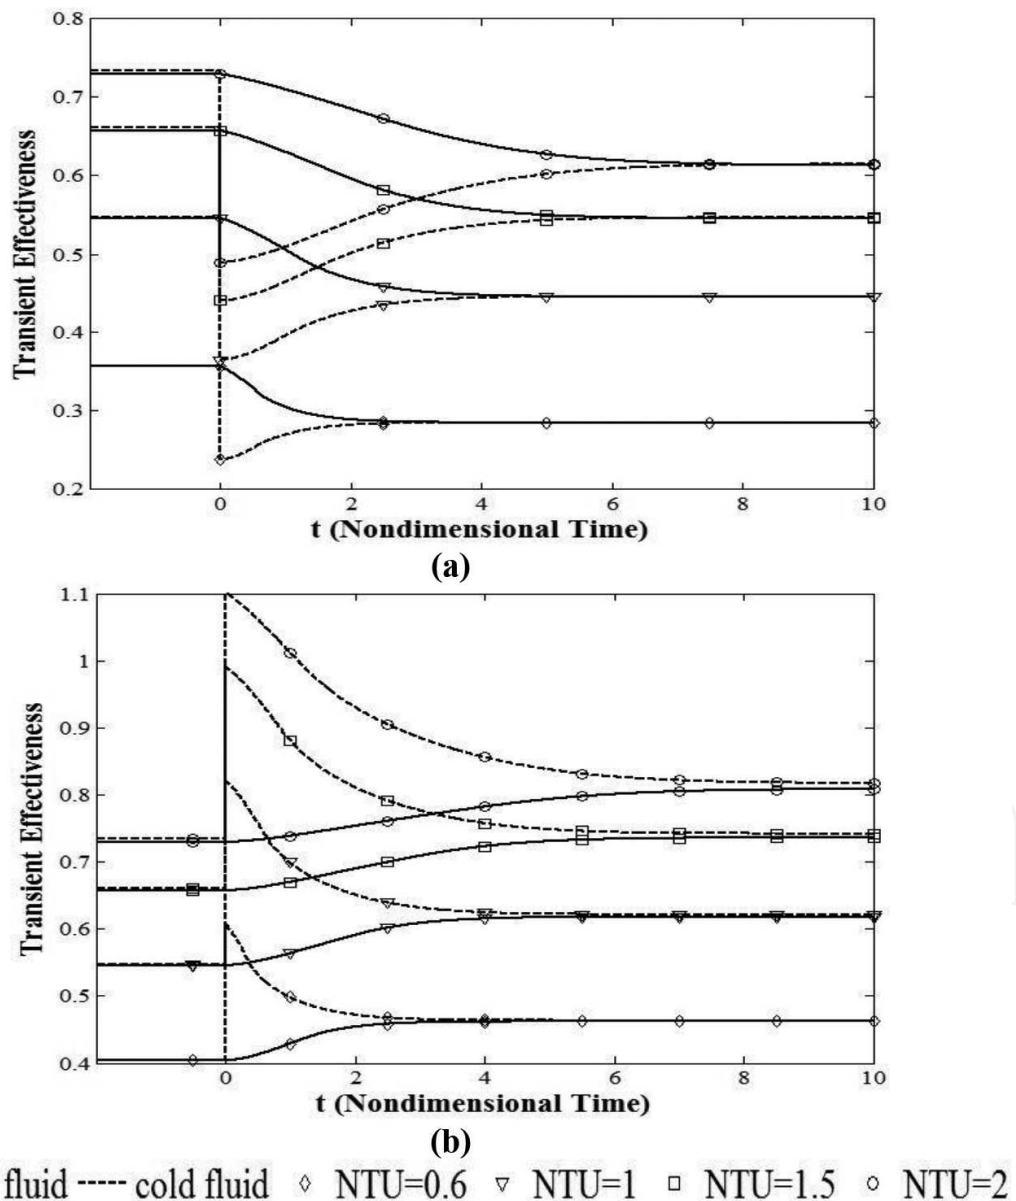 0.8
0.7
0.6
0.5
0.4
0.3
0.2
Transient Effectiveness
0 2 4 6 8 10
t (Nondimensional Time)
(a)
1.1
1
0.9
0.8
0.7
0.6
0.5
0.4
Transient Effectiveness
0 2 4 6 8 10
t (Nondimensional Time)
(b)
fluid cold fluid NTU=0.6 NTU=1 NTU=1.5 NTU=2